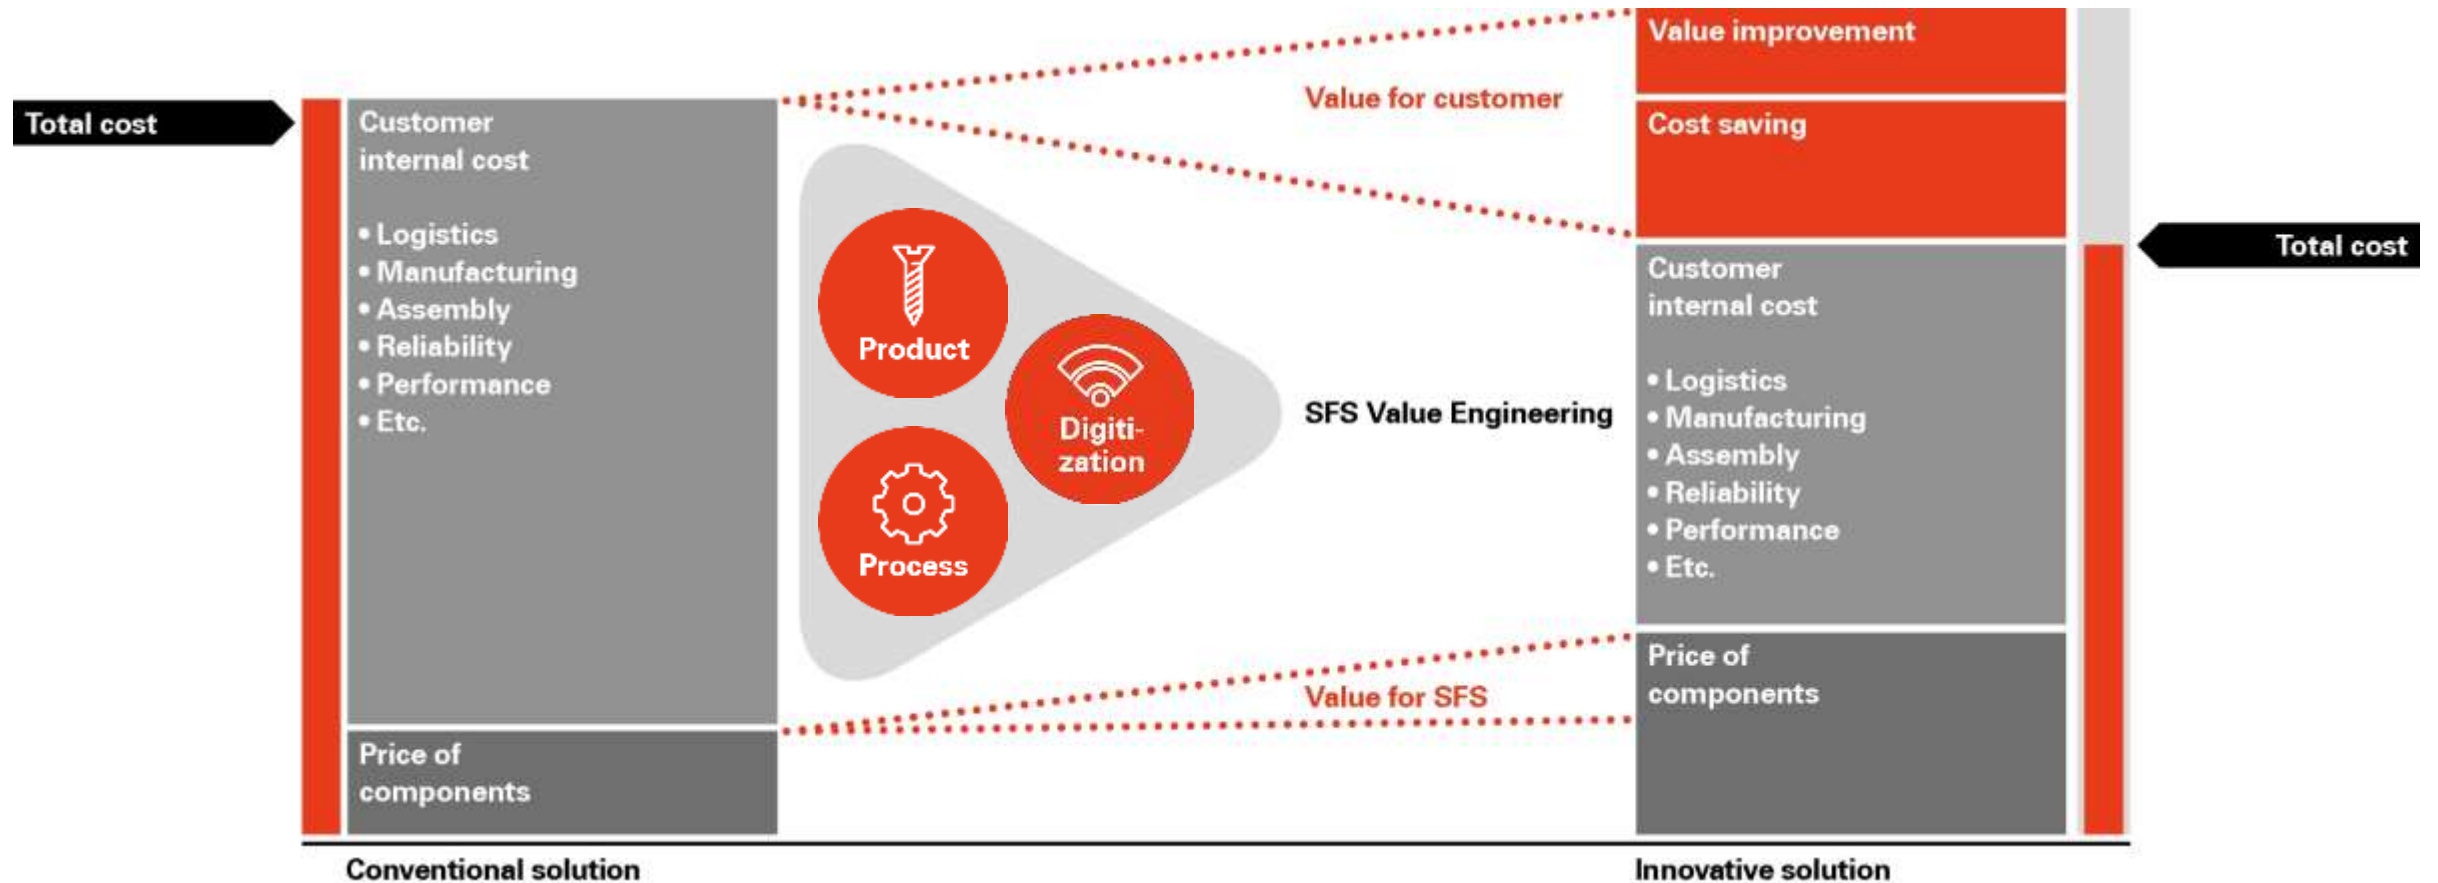 Total cost
Customer
internal cost
• Logistics
• Manufacturing
• Assembly
• Reliability
• Performance
• Etc.
Price of
components
Conventional solution
Product
Process
Digiti-
zation
Value for customer
SFS Value Engineering
Value for SFS
Value improvement
Cost saving
Customer
internal cost
• Logistics
• Manufacturing
• Assembly
• Reliability
• Performance
• Etc.
Price of
components
Innovative solution
Total cost